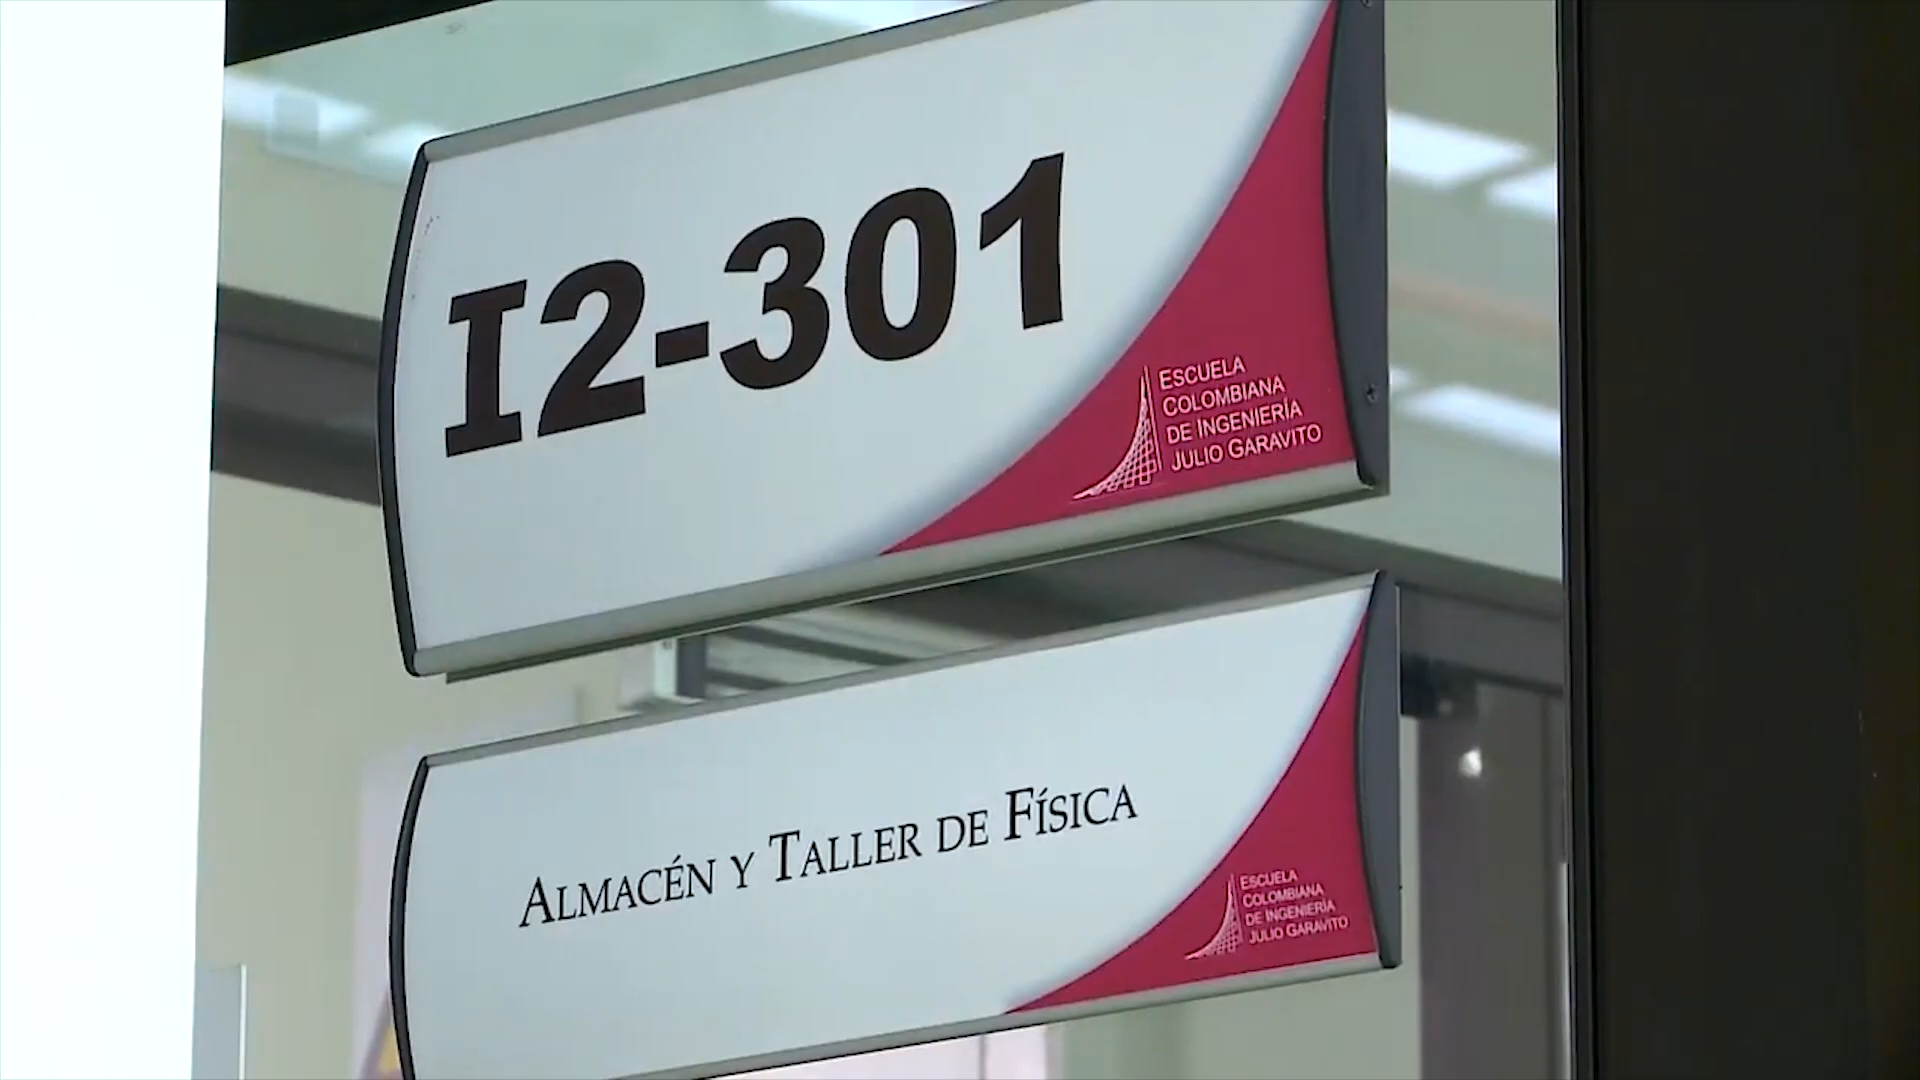 I2-301
ESCUELA
COLOMBIANA
DE INGENIERÍA
JULIO GARAVITO
ALMACÉN Y TALLER DE FÍSICA
ESCUELA
COLOMBIANA
DE INGENIERÍA
JULIO GARAVITO